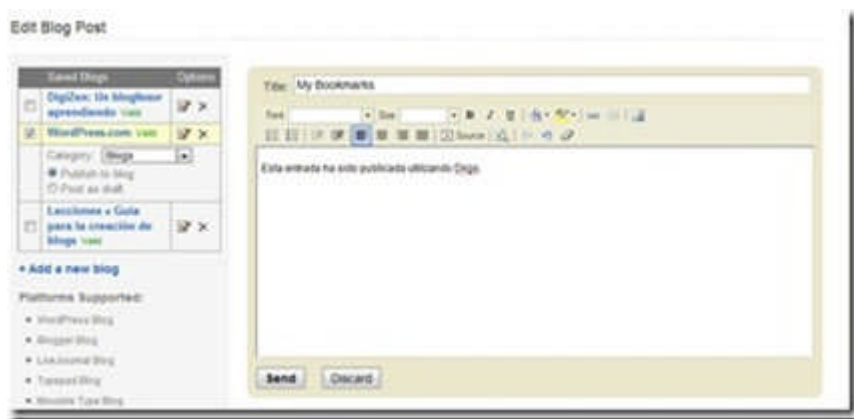 Edit Blog Post
Saved Blogs Options
DigiZen: Un blogfesor
aprendiendo
WordPress.com
Category: Blogs
Publish to blog
Post as draft
Lecciones » Guía
para la creación de
blogs
+ Add a new blog
Platforms Supported:
WordPress Blog
Blogger Blog
LiveJournal Blog
Typepad Blog
Movable Type Blog
Title: My Bookmarks
Font Size
Source
Esta entrada ha sido publicada utilizando Diigo.
Send Discard